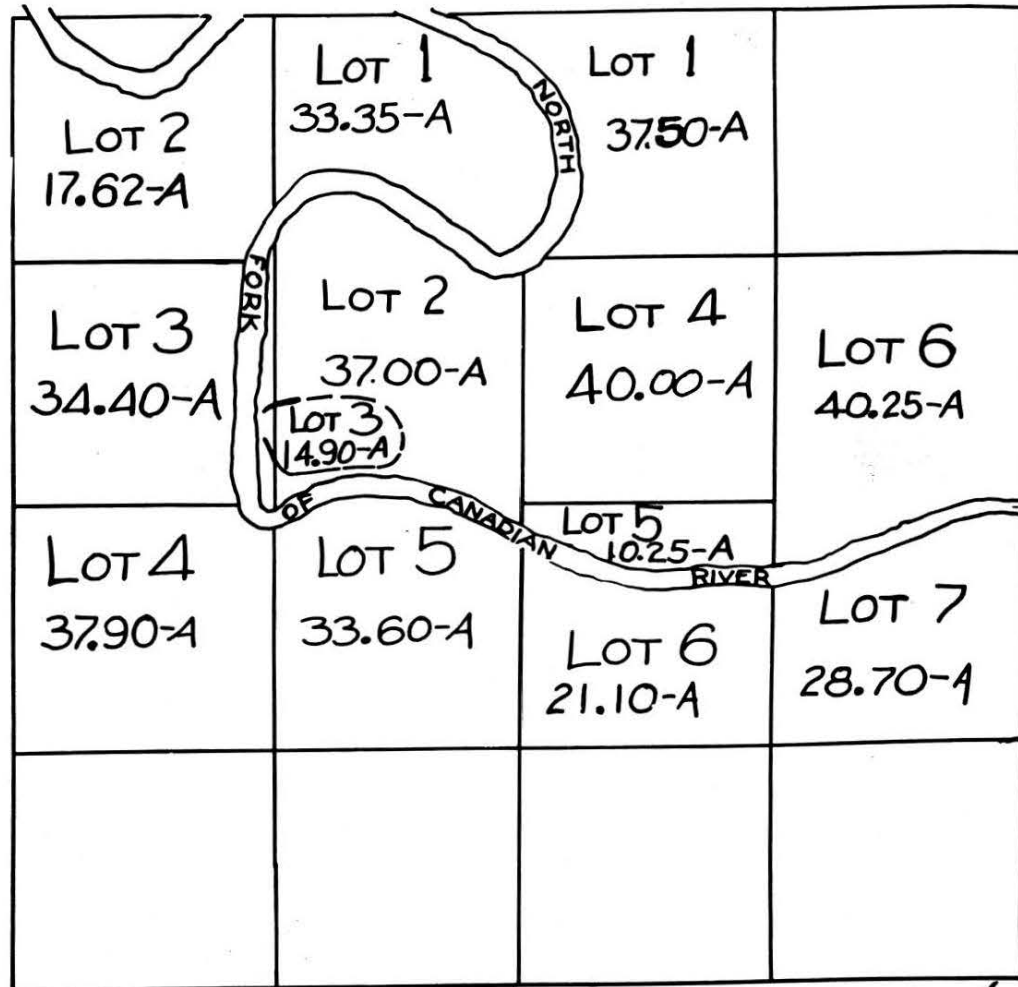 LOT 1
33.35-A
LOT 1
37.50-A
LOT 2
17.62-A
NORTH
FORK
LOT 3
34.40-A
LOT 2
37.00-A
LOT 3
14.90-A
LOT 4
40.00-A
LOT 6
40.25-A
OF
CANADIAN
RIVER
LOT 4
37.90-A
LOT 5
33.60-A
LOT 5
10.25-A
LOT 6
21.10-A
LOT 7
28.70-A